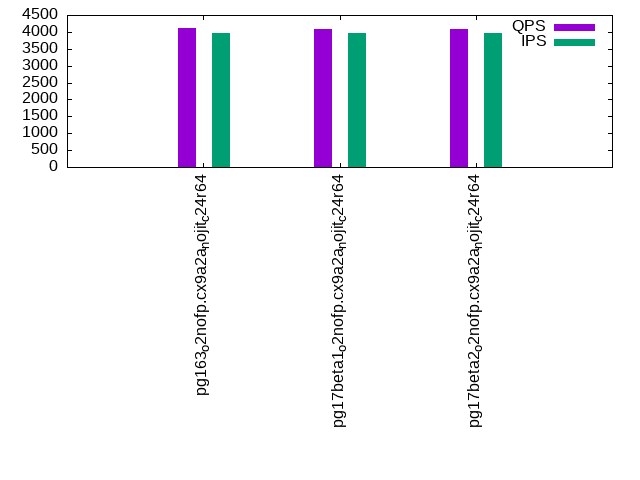 4500
4000
3500
3000
2500
2000
1500
1000
500
0
QPS
IPS
pg163o2nofp.cx9a2anojitc24r64
pg17beta1o2nofp.cx9a2anojitc24r64
pg17beta2o2nofp.cx9a2anojitc24r64